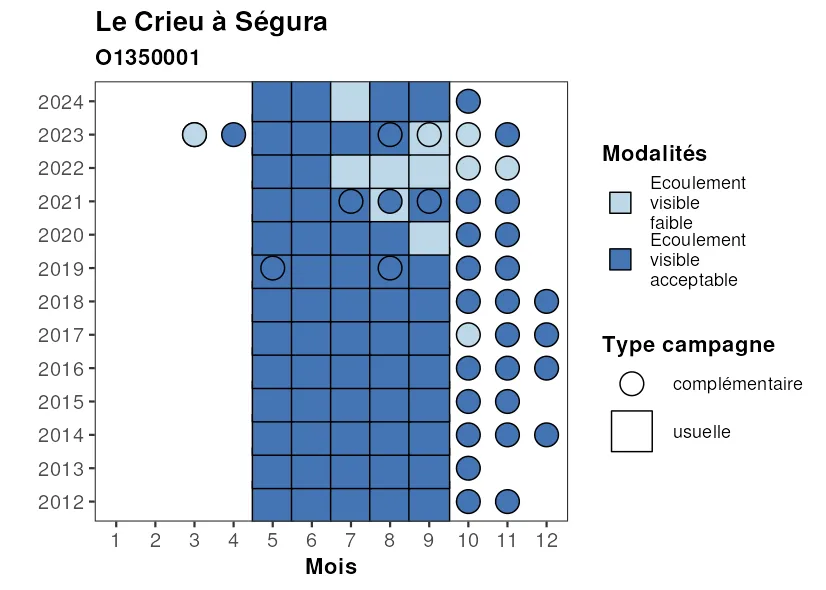 Le Crieu à Ségura
O1350001
2024
2023
2022
2021
2020
2019
2018
2017
2016
2015
2014
2013
2012
1 2 3 4 5 6 7 8 9 10 11 12
Mois
Modalités
Ecoulement
visible
faible
Ecoulement
visible
acceptable
Type campagne
complémentaire
usuelle